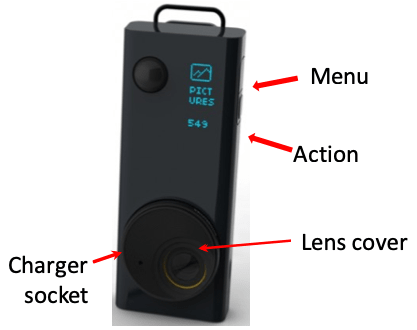 PICT
URES
549
Menu
Action
Lens cover
Charger
socket